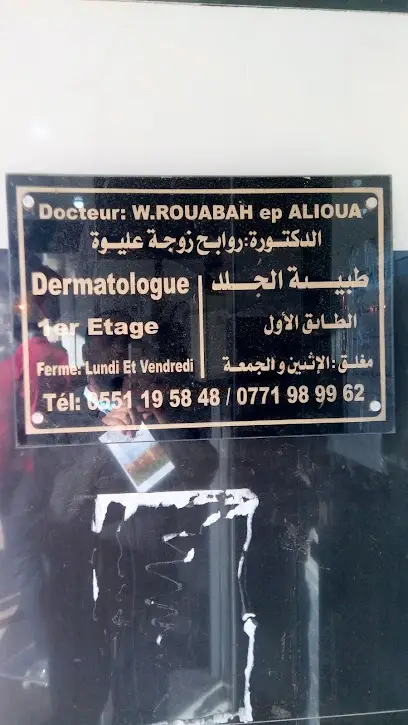 Docteur: W.ROUABAH ep ALIOUA
الدكتورة:روابح زوجة عليوة
Dermatologue
طبيبة الجلد
1er Etage
الطابق الأول
Ferme: Lundi Et Vendredi
مغلق : الإثنين و الجمعة
Tél: 0551 19 58 48 / 0771 98 99 62